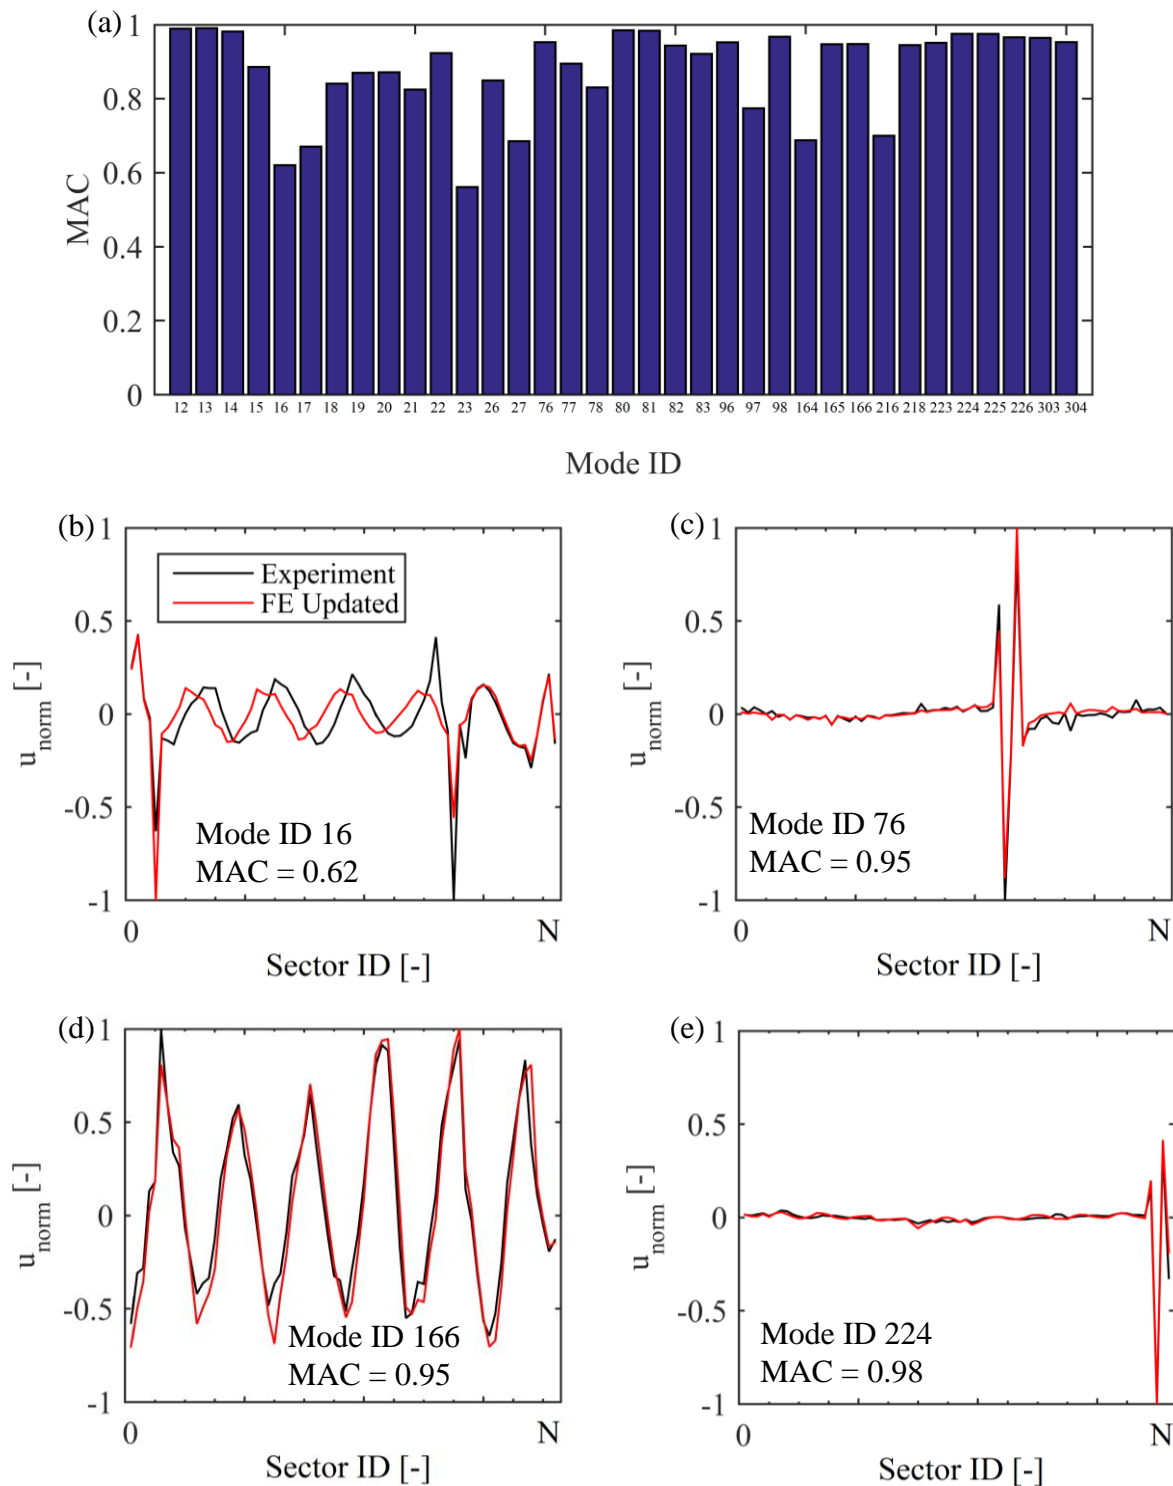 (a)
1
0.8
0.6
0.4
0.2
0
MAC
12 13 14 15 16 17 18 19 20 21 22 23 26 27 76 77 78 80 81 82 83 96 97 98 164 165 166 216 218 223 224 225 226 303 304
Mode ID
(b)
1
0.5
0
-0.5
-1
u_norm [-]
Experiment
FE Updated
Mode ID 16
MAC = 0.62
0 N
Sector ID [-]
(c)
1
0.5
0
-0.5
-1
u_norm [-]
Mode ID 76
MAC = 0.95
0 N
Sector ID [-]
(d)
1
0.5
0
-0.5
-1
u_norm [-]
Mode ID 166
MAC = 0.95
0 N
Sector ID [-]
(e)
1
0.5
0
-0.5
-1
u_norm [-]
Mode ID 224
MAC = 0.98
0 N
Sector ID [-]